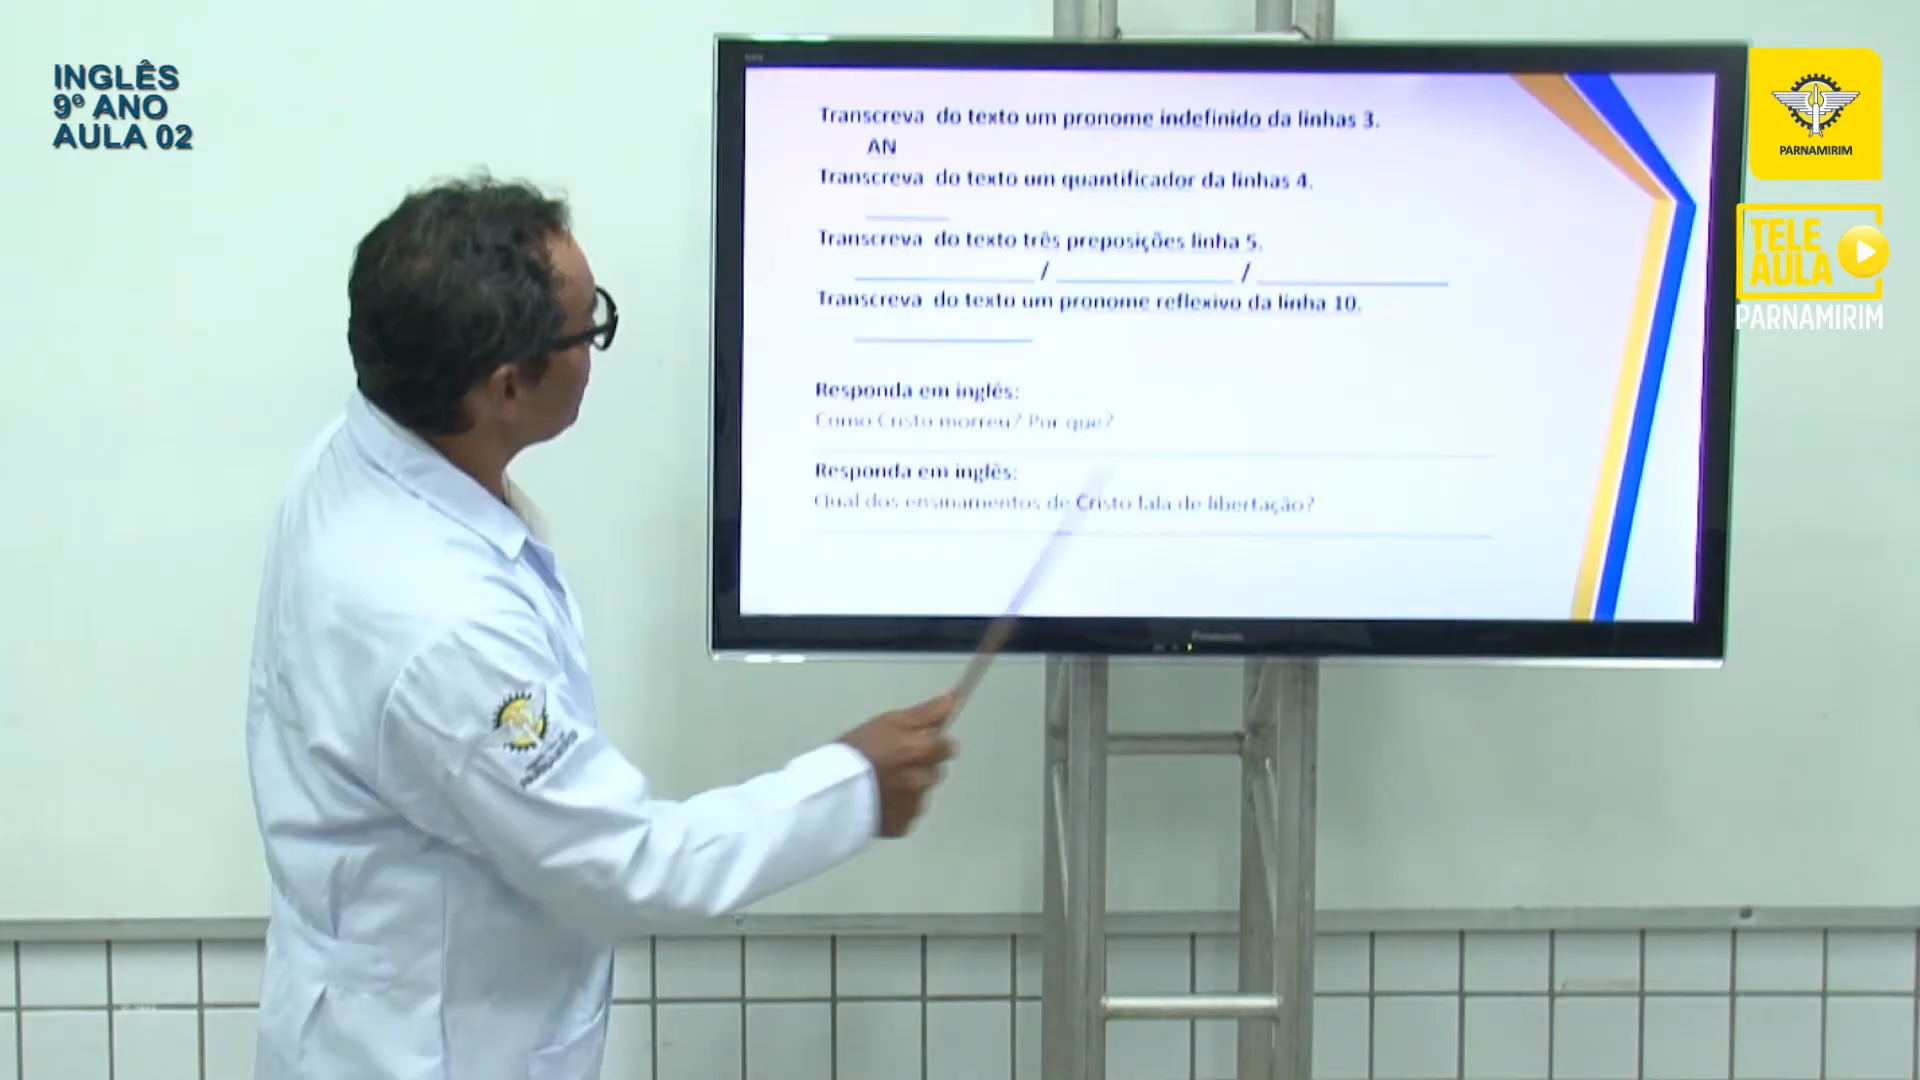 INGLÊS
9º ANO
AULA 02
Transcreva do texto um pronome indefinido da linhas 3.
AN
Transcreva do texto um quantificador da linhas 4.
Transcreva do texto três preposições linha 5.
/ /
Transcreva do texto um pronome reflexivo da linha 10.
Responda em inglês:
Como Cristo morreu? Por que?
Responda em inglês:
Qual dos ensinamentos de Cristo fala de libertação?
Panasonic
PARNAMIRIM
TELE
AULA
PARNAMIRIM